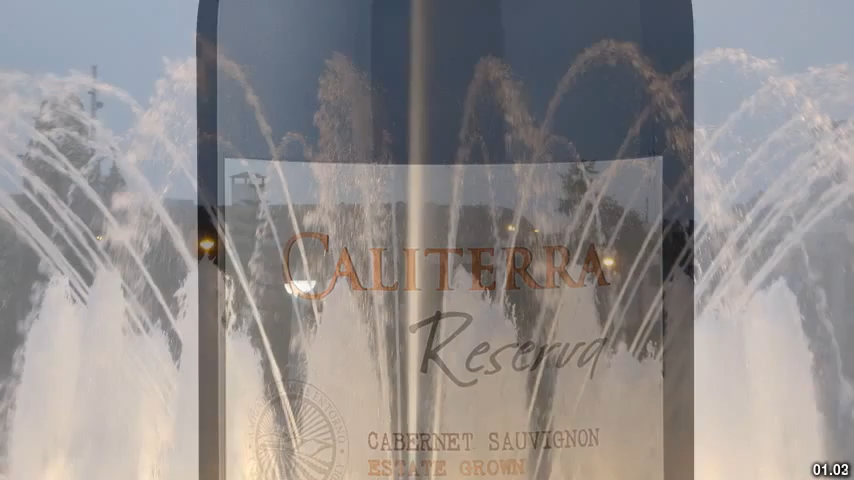 CALITERRA
Reserva
CABERNET SAUVIGNON
ESTATE GROWN
01.02